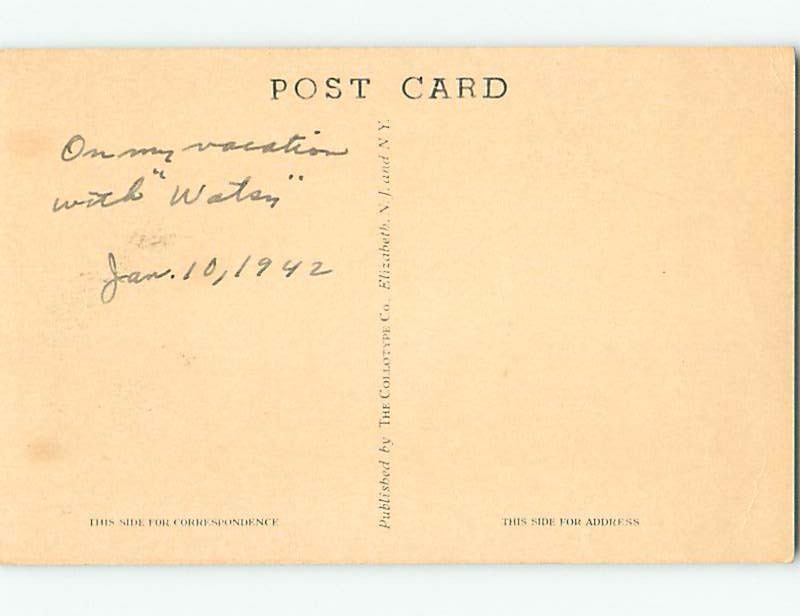 POST CARD
On my vacation
with "Watsy"
Jan. 10, 1942
Published by THE COLLOTYPE CO., Elizabeth, N.J. and N.Y.
THIS SIDE FOR CORRESPONDENCE
THIS SIDE FOR ADDRESS